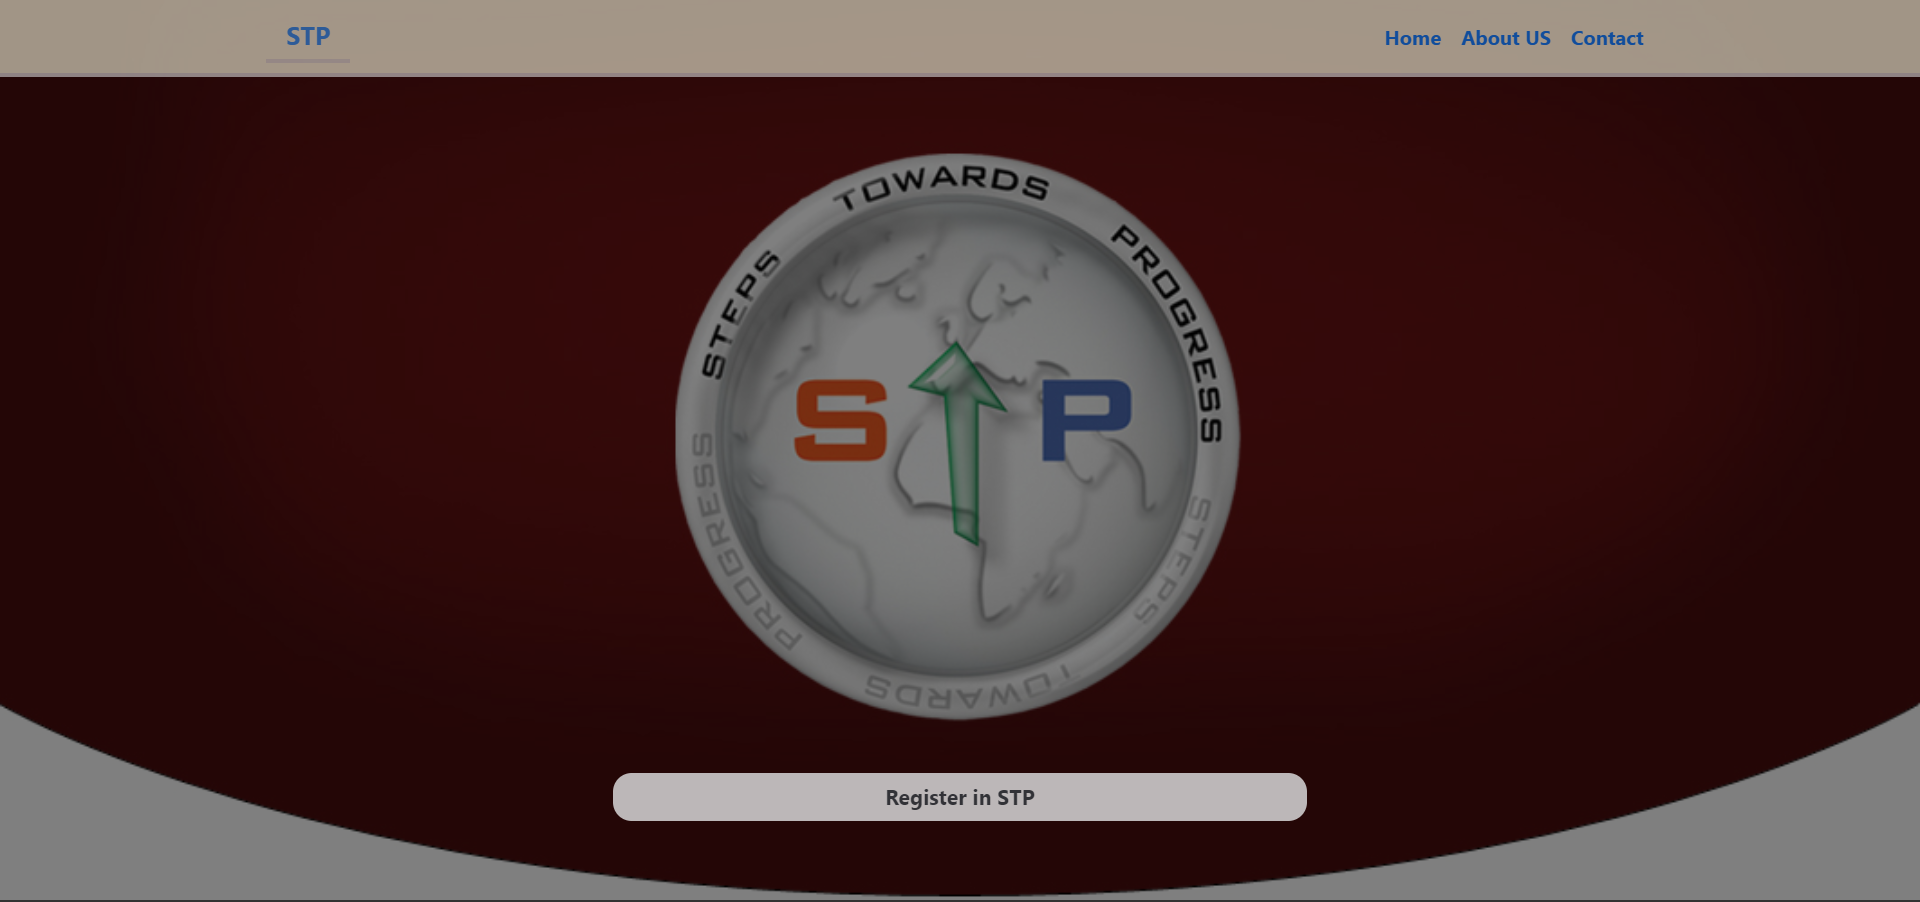 STP
Home About US Contact
STEPS TOWARDS PROGRESS
S P
STEPS TOWARDS PROGRESS
Register in STP